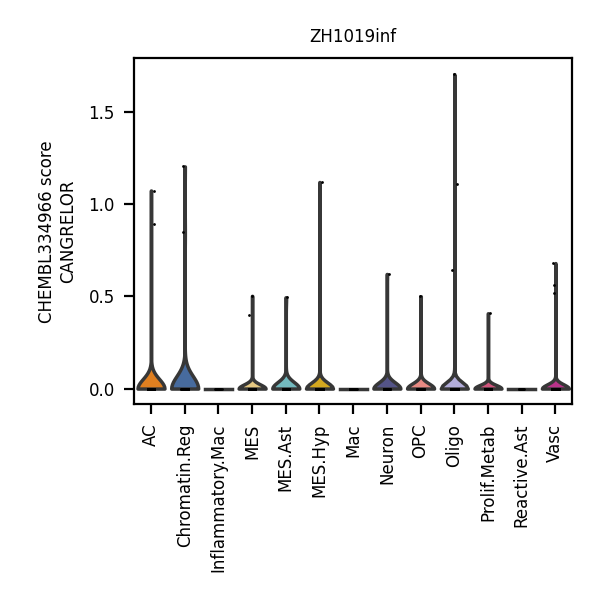 ZH1019inf
CHEMBL334966 score
CANGRELOR
1.5
1.0
0.5
0.0
AC
Chromatin.Reg
Inflammatory.Mac
MES
MES.Ast
MES.Hyp
Mac
Neuron
OPC
Oligo
Prolif.Metab
Reactive.Ast
Vasc